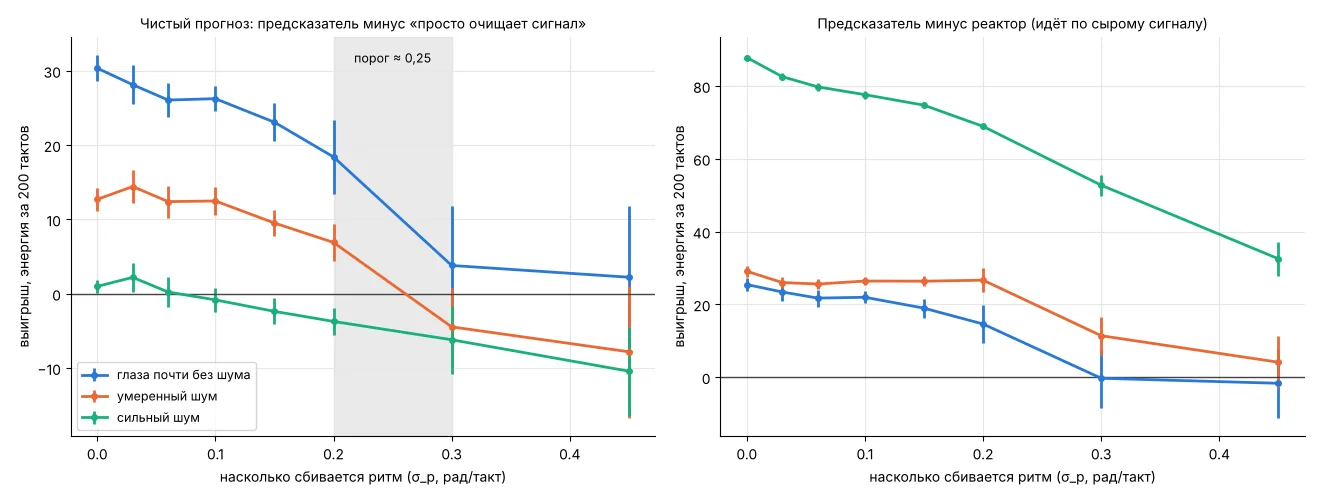 Чистый прогноз: предсказатель минус «просто очищает сигнал»
порог ≈ 0,25
выигрыш, энергия за 200 тактов
30
20
10
0
−10
глаза почти без шума
умеренный шум
сильный шум
0.0 0.1 0.2 0.3 0.4
насколько сбивается ритм (σ_p, рад/такт)
Предсказатель минус реактор (идёт по сырому сигналу)
выигрыш, энергия за 200 тактов
80
60
40
20
0
0.0 0.1 0.2 0.3 0.4
насколько сбивается ритм (σ_p, рад/такт)